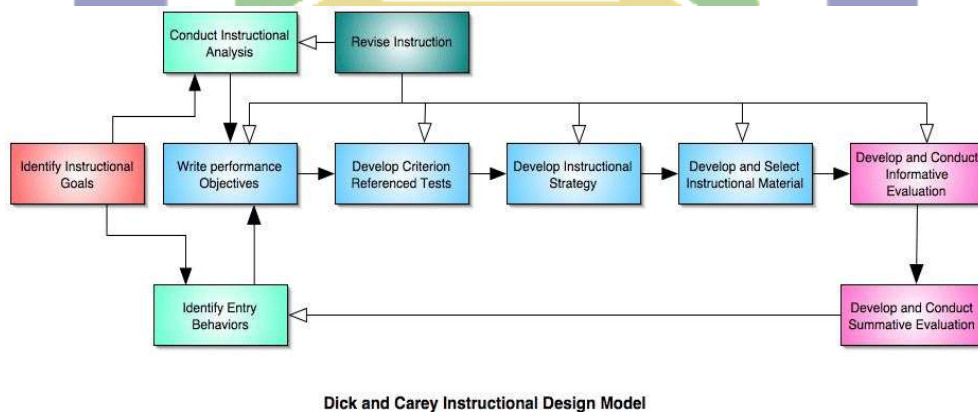 Conduct Instructional
Analysis
Revise Instruction
Identify Instructional
Goals
Write performance
Objectives
Develop Criterion
Referenced Tests
Develop Instructional
Strategy
Develop and Select
Instructional Material
Develop and Conduct
Informative
Evaluation
Identify Entry
Behaviors
Develop and Conduct
Summative Evaluation
Dick and Carey Instructional Design Model